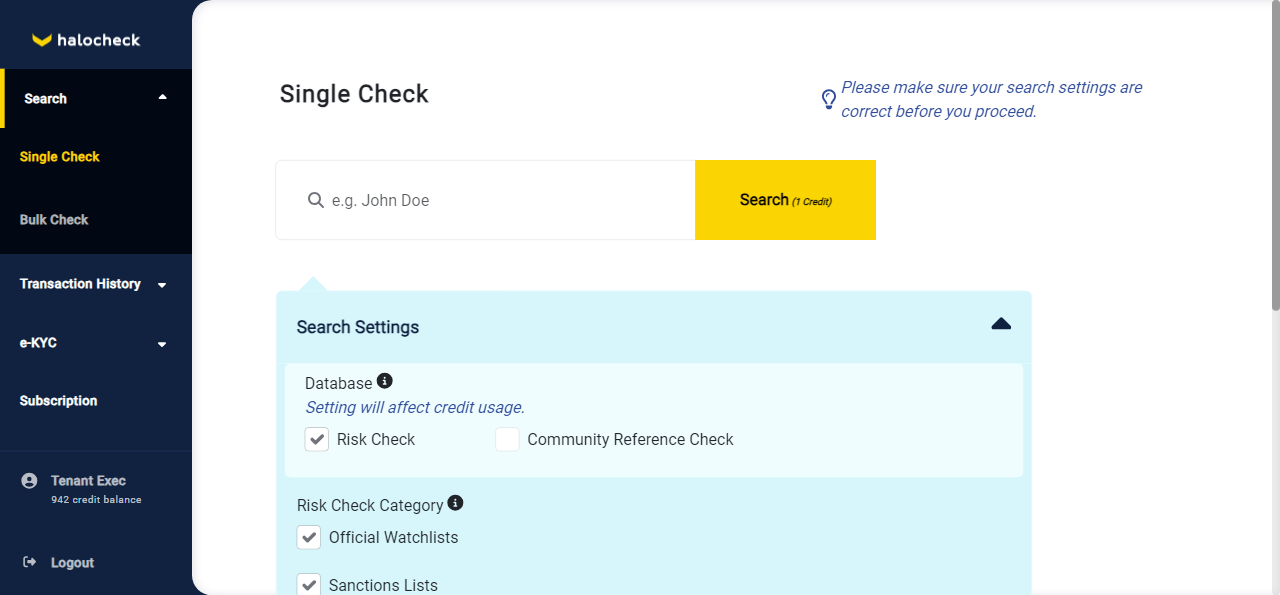 halocheck
Search
Single Check
Bulk Check
Transaction History
e-KYC
Subscription
Tenant Exec
942 credit balance
Logout
Single Check
Please make sure your search settings are
correct before you proceed.
e.g. John Doe
Search (1 Credit)
Search Settings
Database
Setting will affect credit usage.
Risk Check Community Reference Check
Risk Check Category
Official Watchlists
Sanctions Lists